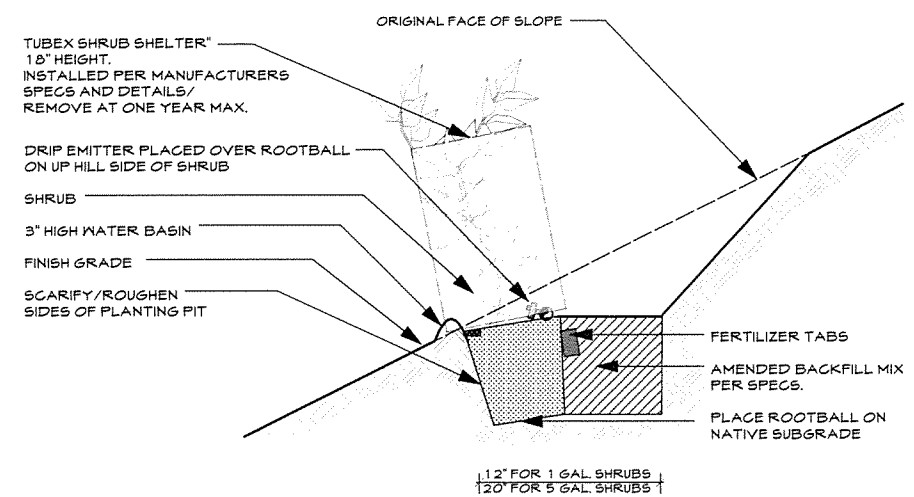 ORIGINAL FACE OF SLOPE
TUBEX SHRUB SHELTER"
18" HEIGHT.
INSTALLED PER MANUFACTURERS
SPECS AND DETAILS/
REMOVE AT ONE YEAR MAX.
DRIP EMITTER PLACED OVER ROOTBALL
ON UP HILL SIDE OF SHRUB
SHRUB
3" HIGH WATER BASIN
FINISH GRADE
SCARIFY/ROUGHEN
SIDES OF PLANTING PIT
FERTILIZER TABS
AMENDED BACKFILL MIX
PER SPECS.
PLACE ROOTBALL ON
NATIVE SUBGRADE
12" FOR 1 GAL. SHRUBS
20" FOR 5 GAL. SHRUBS